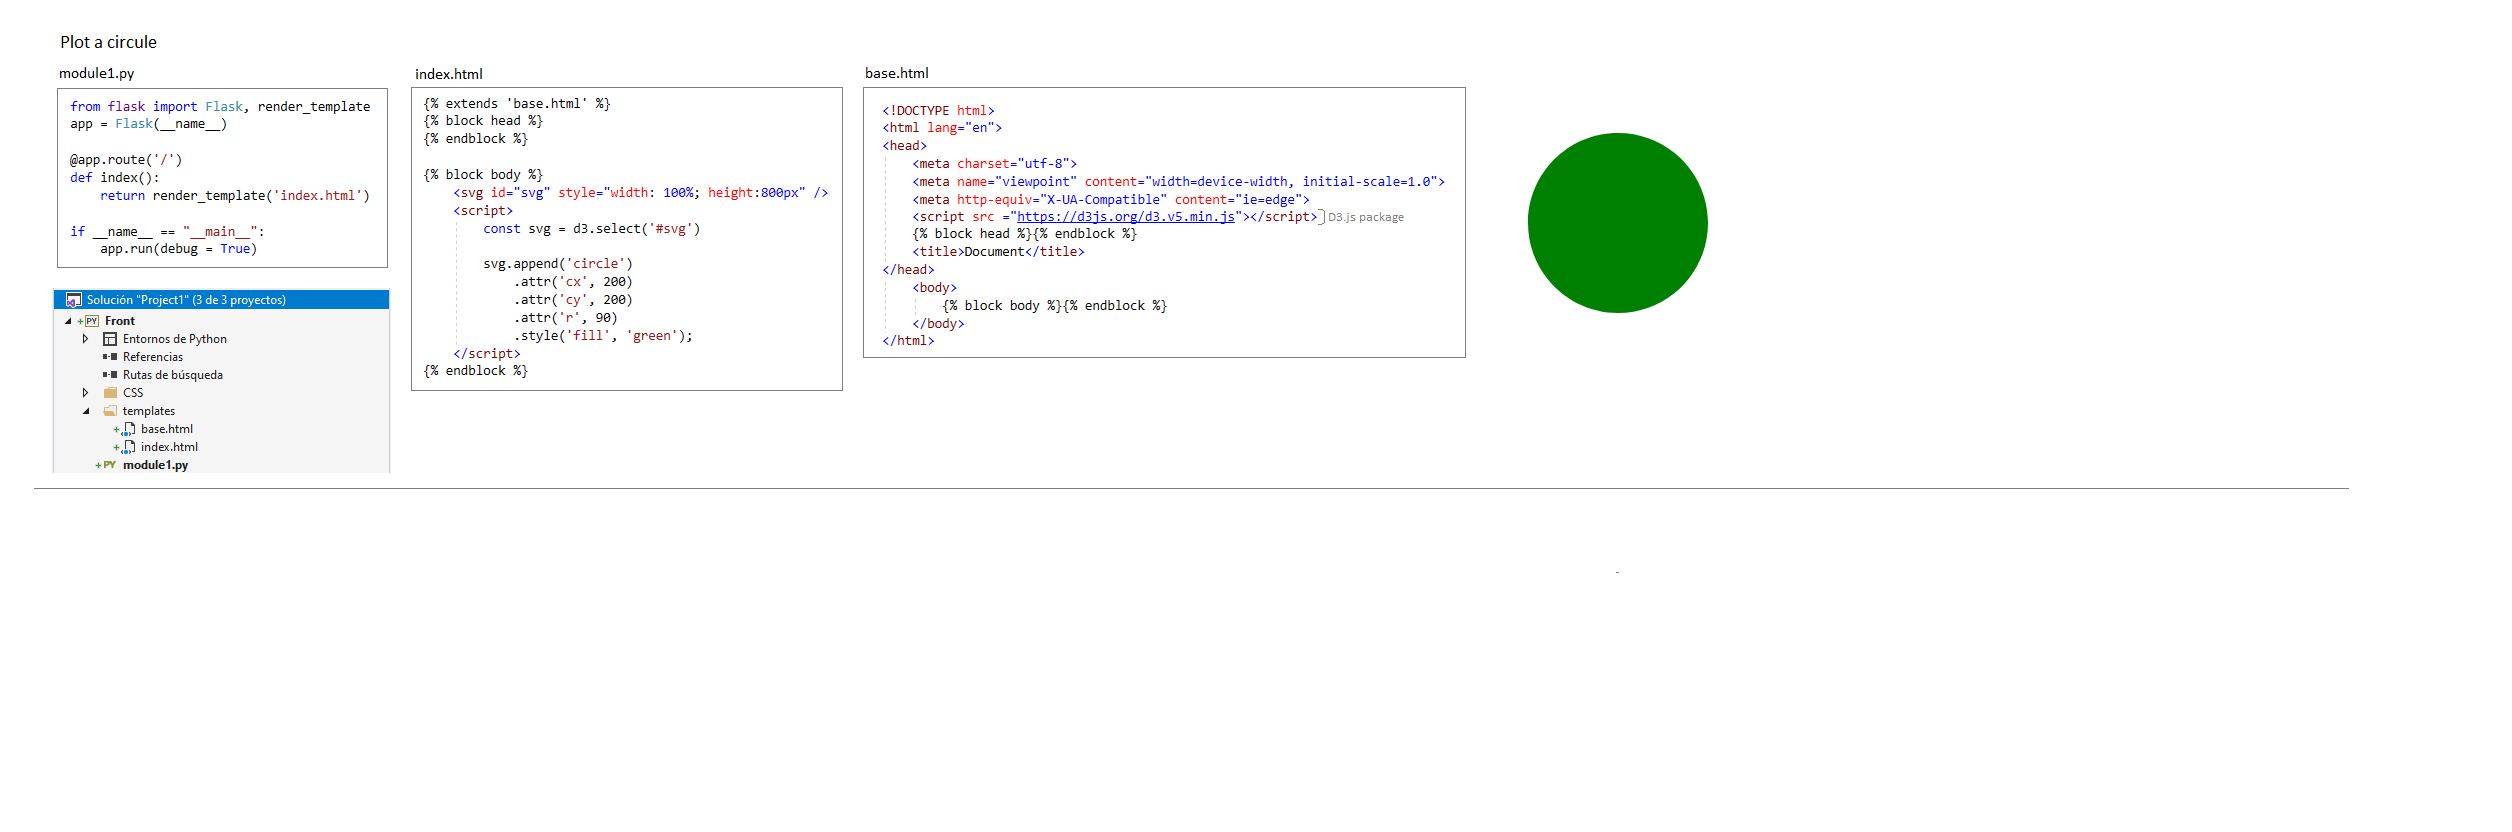 Plot a circule
module1.py
from flask import Flask, render_template
app = Flask(__name__)
@app.route('/')
def index():
    return render_template('index.html')
if __name__ == "__main__":
    app.run(debug = True)
Solución "Project1" (3 de 3 proyectos)
Front
Entornos de Python
Referencias
Rutas de búsqueda
CSS
templates
base.html
index.html
module1.py
index.html
{% extends 'base.html' %}
{% block head %}
{% endblock %}
{% block body %}
    <svg id="svg" style="width: 100%; height:800px" />
    <script>
        const svg = d3.select('#svg')
        svg.append('circle')
            .attr('cx', 200)
            .attr('cy', 200)
            .attr('r', 90)
            .style('fill', 'green');
    </script>
{% endblock %}
base.html
<!DOCTYPE html>
<html lang="en">
<head>
    <meta charset="utf-8">
    <meta name="viewpoint" content="width=device-width, initial-scale=1.0">
    <meta http-equiv="X-UA-Compatible" content="ie=edge">
    <script src ="https://d3js.org/d3.v5.min.js"></script> D3.js package
    {% block head %}{% endblock %}
    <title>Document</title>
</head>
    <body>
        {% block body %}{% endblock %}
    </body>
</html>